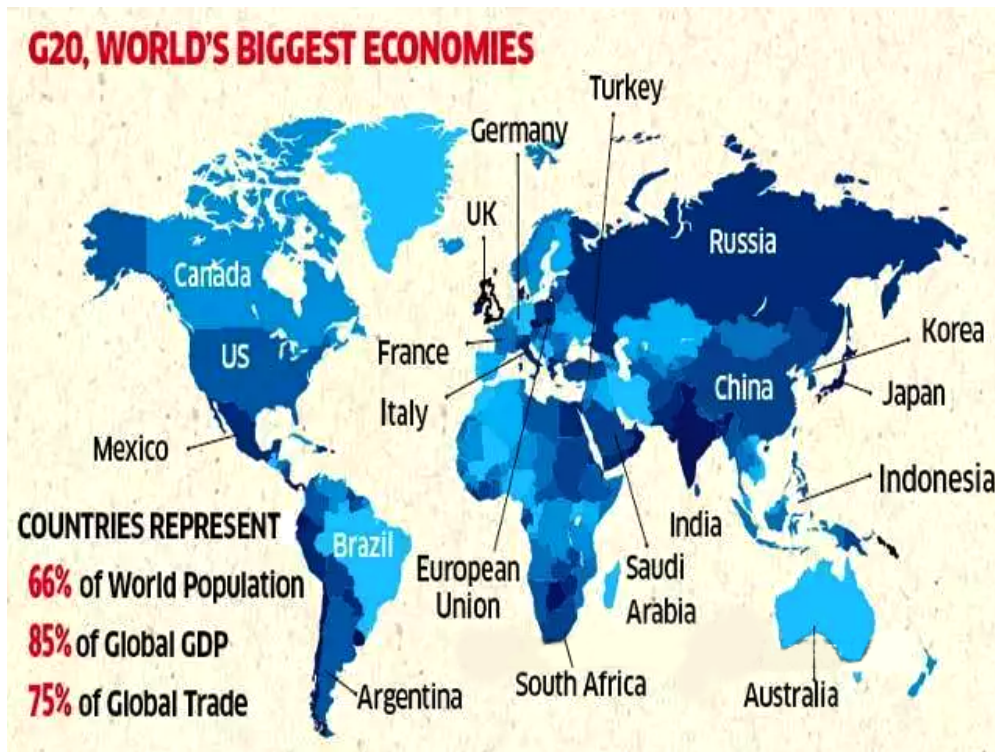 G20, WORLD'S BIGGEST ECONOMIES
Turkey
Germany
UK
Russia
Canada
Korea
France
US
China
Japan
Italy
Mexico
Indonesia
COUNTRIES REPRESENT
India
Brazil
European
Union
Saudi
Arabia
66% of World Population
85% of Global GDP
South Africa
Argentina
Australia
75% of Global Trade